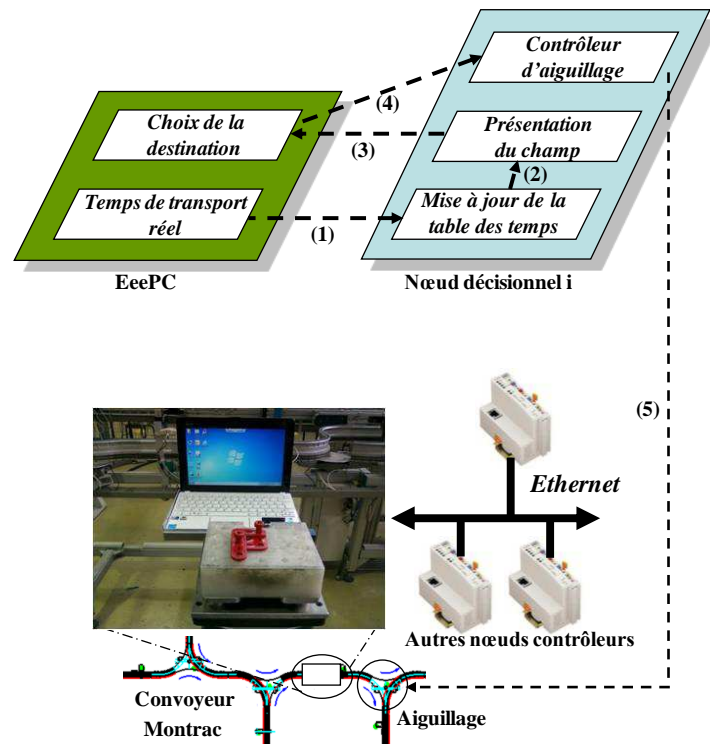 Contrôleur
d'aiguillage
(4)
Choix de la
destination
(3)
Présentation
du champ
(2)
Temps de transport
réel
(1)
Mise à jour de la
table des temps
EeePC
Nœud décisionnel i
(5)
Ethernet
Autres nœuds contrôleurs
Convoyeur
Montrac
Aiguillage